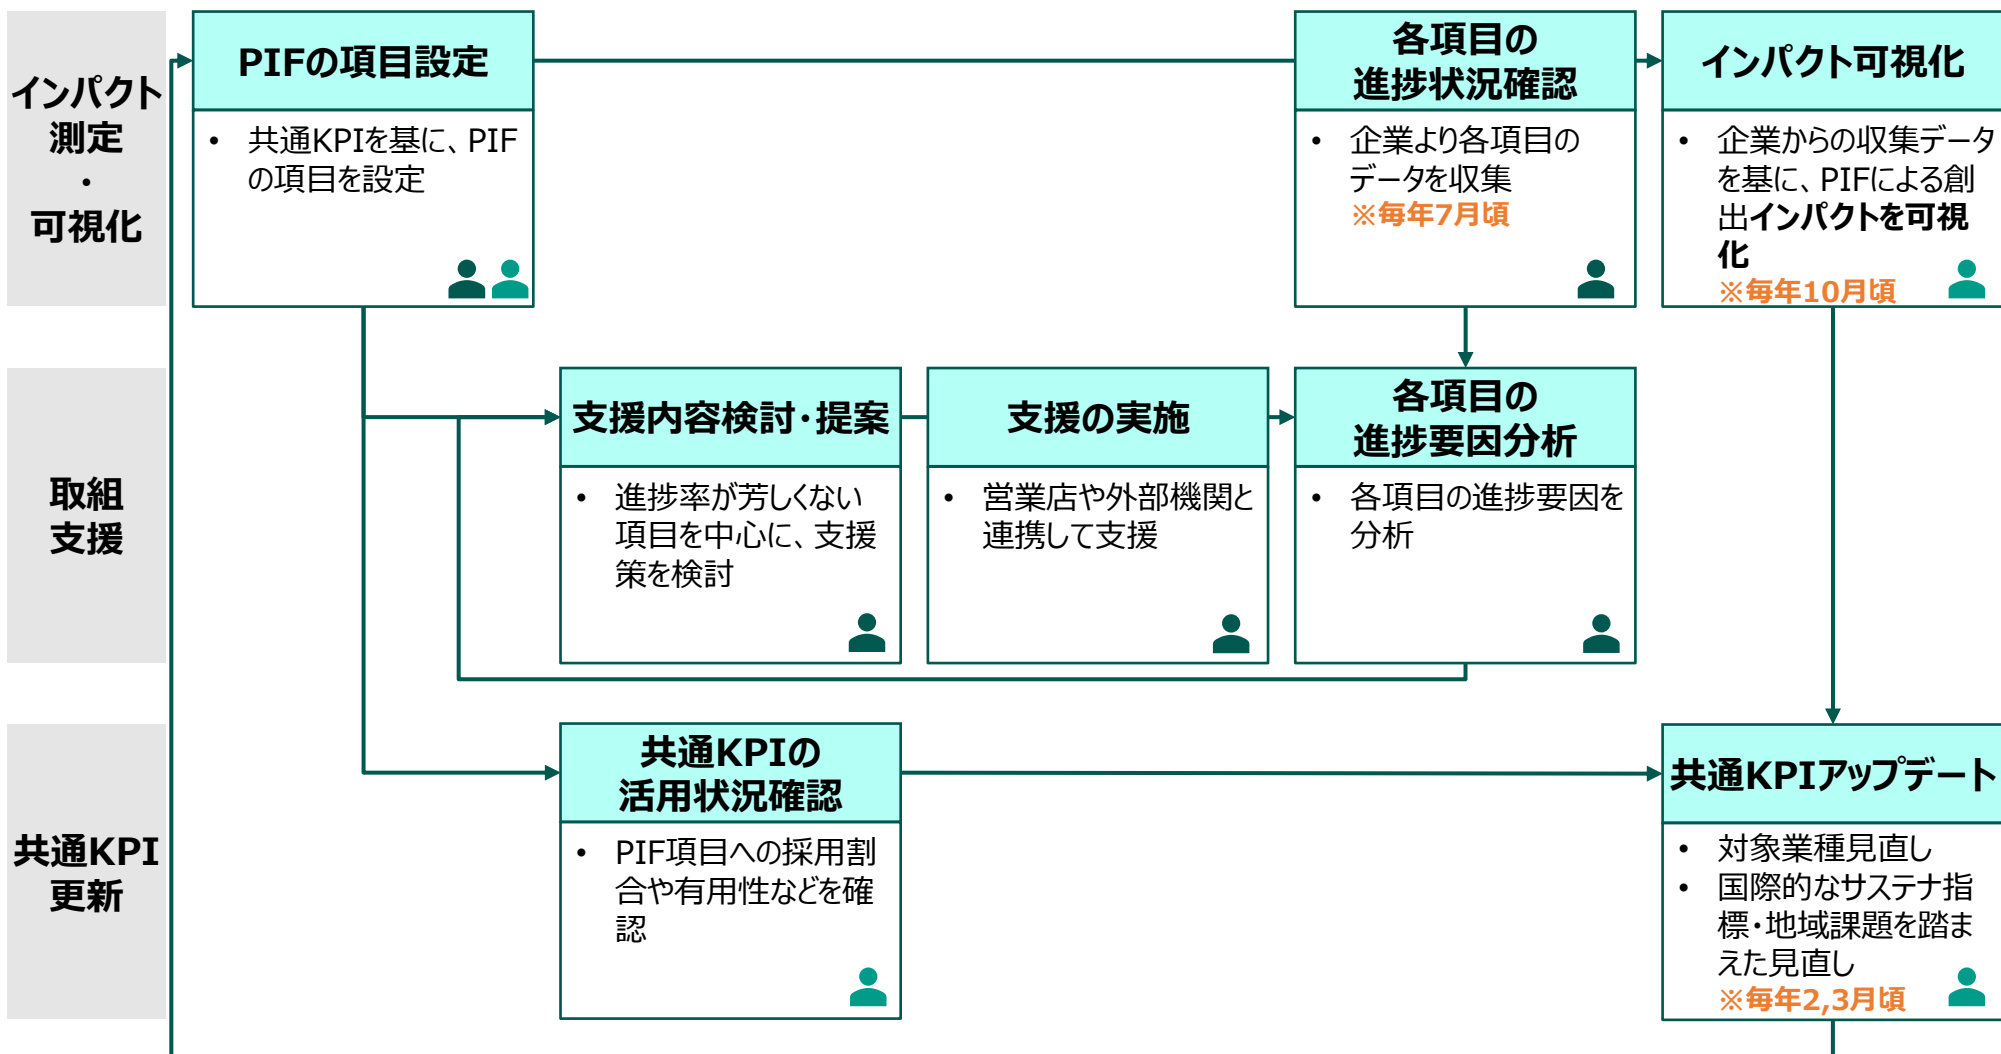 インパクト
測定
・
可視化
PIFの項目設定
• 共通KPIを基に、PIF
の項目を設定
各項目の
進捗状況確認
• 企業より各項目の
データを収集
※毎年7月頃
インパクト可視化
• 企業からの収集データ
を基に、PIFによる創
出インパクトを可視
化
※毎年10月頃
取組
支援
支援内容検討・提案
• 進捗率が芳しくない
項目を中心に、支援
策を検討
支援の実施
• 営業店や外部機関と
連携して支援
各項目の
進捗要因分析
• 各項目の進捗要因を
分析
共通KPI
更新
共通KPIの
活用状況確認
• PIF項目への採用割
合や有用性などを確
認
共通KPIアップデート
• 対象業種見直し
• 国際的なサステナ指
標・地域課題を踏ま
えた見直し
※毎年2,3月頃